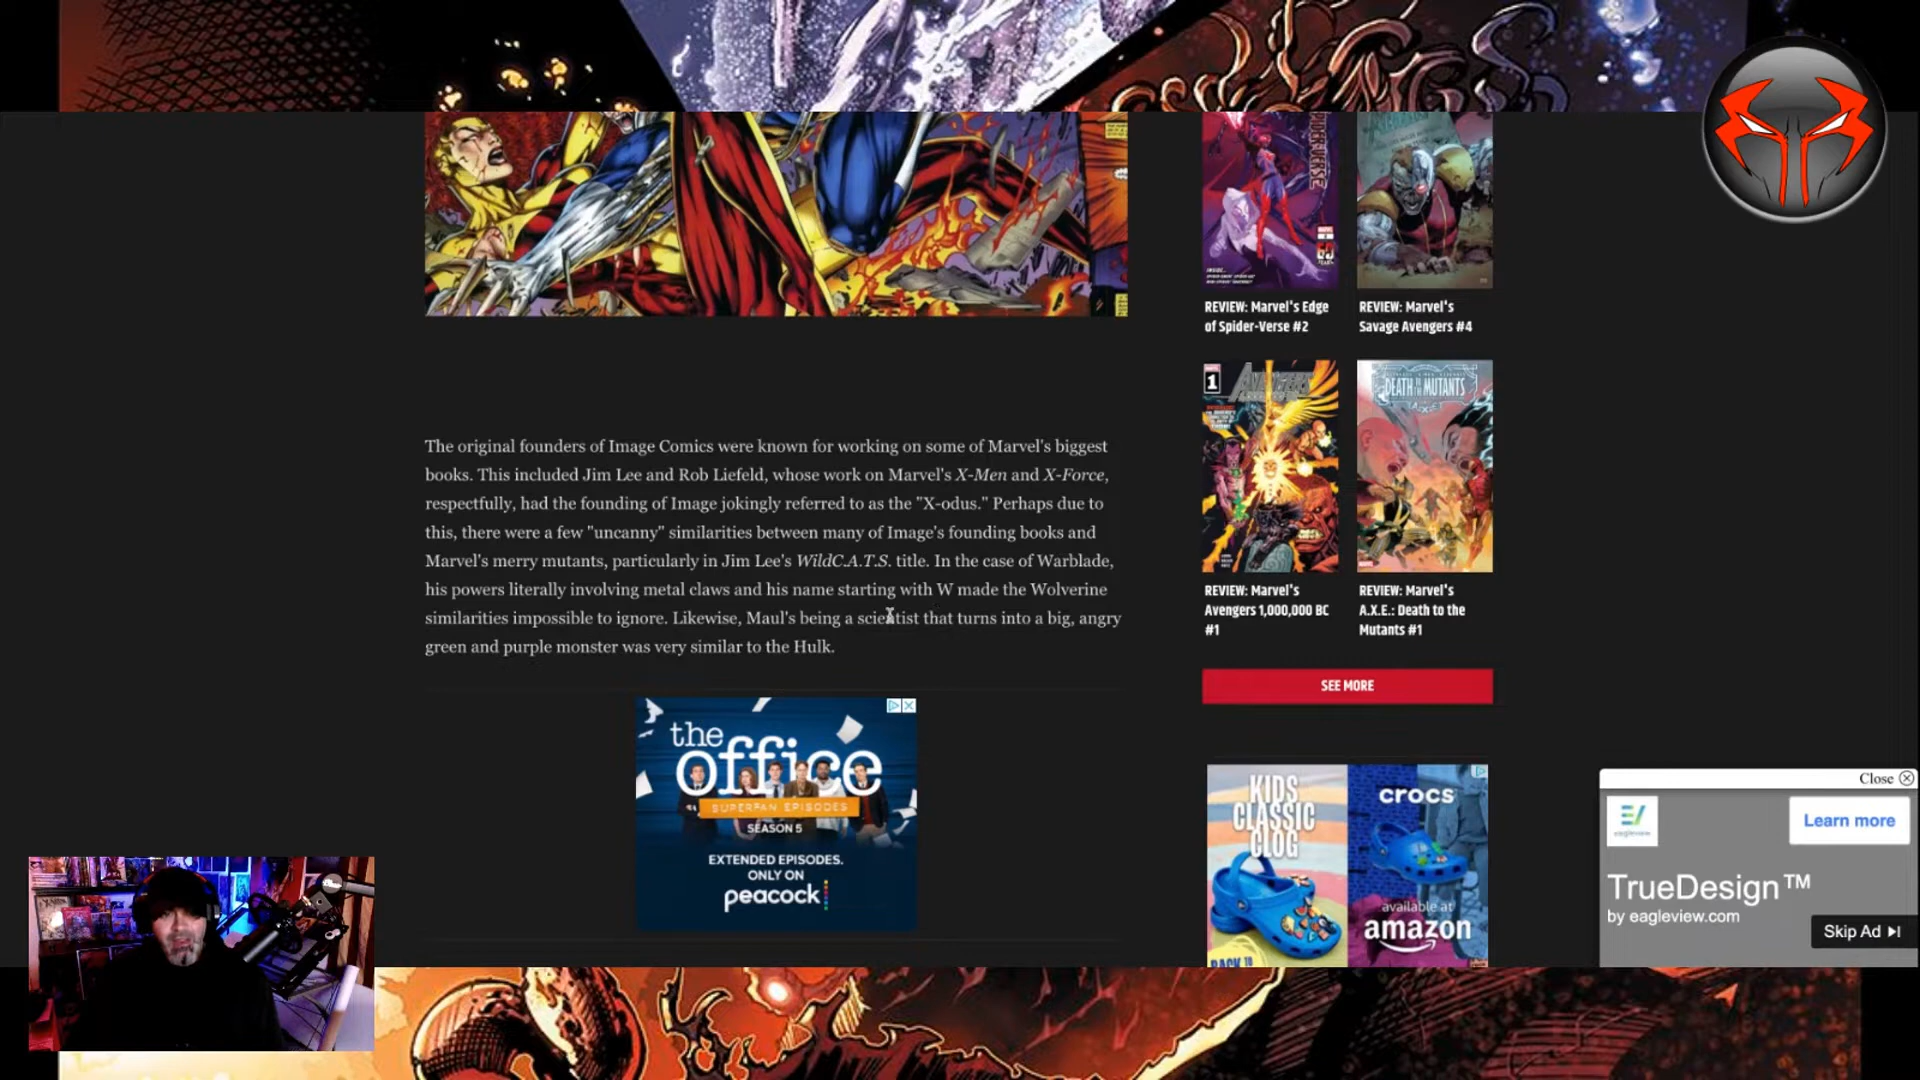 REVIEW: Marvel's Edge
of Spider-Verse #2
REVIEW: Marvel's
Savage Avengers #4
The original founders of Image Comics were known for working on some of Marvel's biggest
books. This included Jim Lee and Rob Liefeld, whose work on Marvel's X-Men and X-Force,
respectfully, had the founding of Image jokingly referred to as the "X-odus." Perhaps due to
this, there were a few "uncanny" similarities between many of Image's founding books and
Marvel's merry mutants, particularly in Jim Lee's WildC.A.T.S. title. In the case of Warblade,
his powers literally involving metal claws and his name starting with W made the Wolverine
similarities impossible to ignore. Likewise, Maul's being a scientist that turns into a big, angry
green and purple monster was very similar to the Hulk.
1
AVENGERS
DEATH TO THE MUTANTS
REVIEW: Marvel's
Avengers 1,000,000 BC
#1
REVIEW: Marvel's
A.X.E.: Death to the
Mutants #1
SEE MORE
the
office
SUPERFAN EPISODES
SEASON 5
EXTENDED EPISODES.
ONLY ON
peacock
KIDS
CLASSIC
CLOG
BACK TO
crocs
available at
amazon
Close
eagleview
Learn more
TrueDesign™
by eagleview.com
Skip Ad